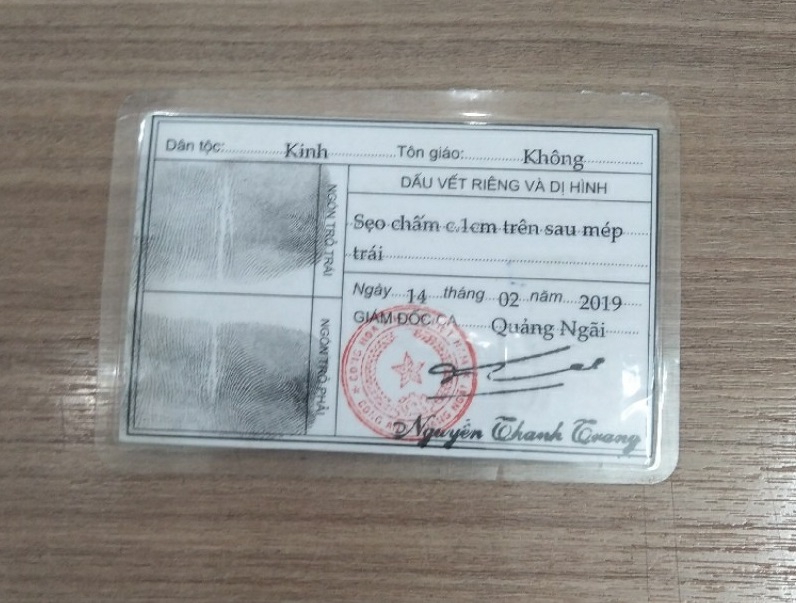 Dân tộc: Kinh Tôn giáo: Không
NGÓN TRỎ TRÁI
NGÓN TRỎ PHẢI
DẤU VẾT RIÊNG VÀ DỊ HÌNH
Sẹo chấm c.1cm trên sau mép
trái
Ngày 14 tháng 02 năm 2019
GIÁM ĐỐC CA Quảng Ngãi
Nguyễn Thanh Trang